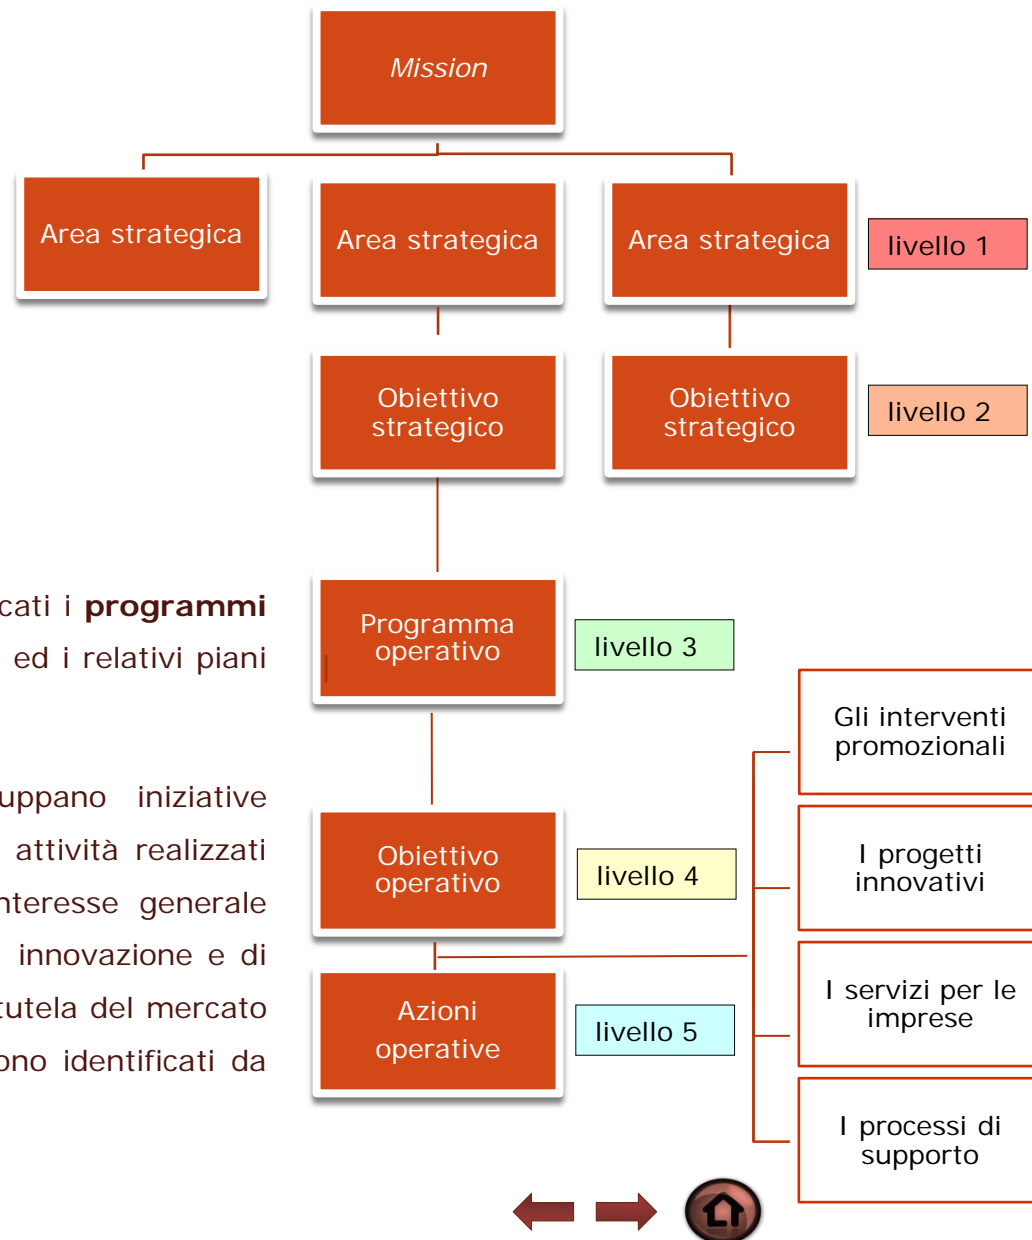 Mission
Area strategica
Area strategica
Area strategica
livello 1
Obiettivo
strategico
Obiettivo
strategico
livello 2
Programma
operativo
livello 3
cati i programmi
ed i relativi piani
Obiettivo
operativo
livello 4
uppano iniziative
attività realizzati
nteresse generale
innovazione e di
tutela del mercato
ono identificati da
Azioni
operative
livello 5
Gli interventi
promozionali
I progetti
innovativi
I servizi per le
imprese
I processi di
supporto